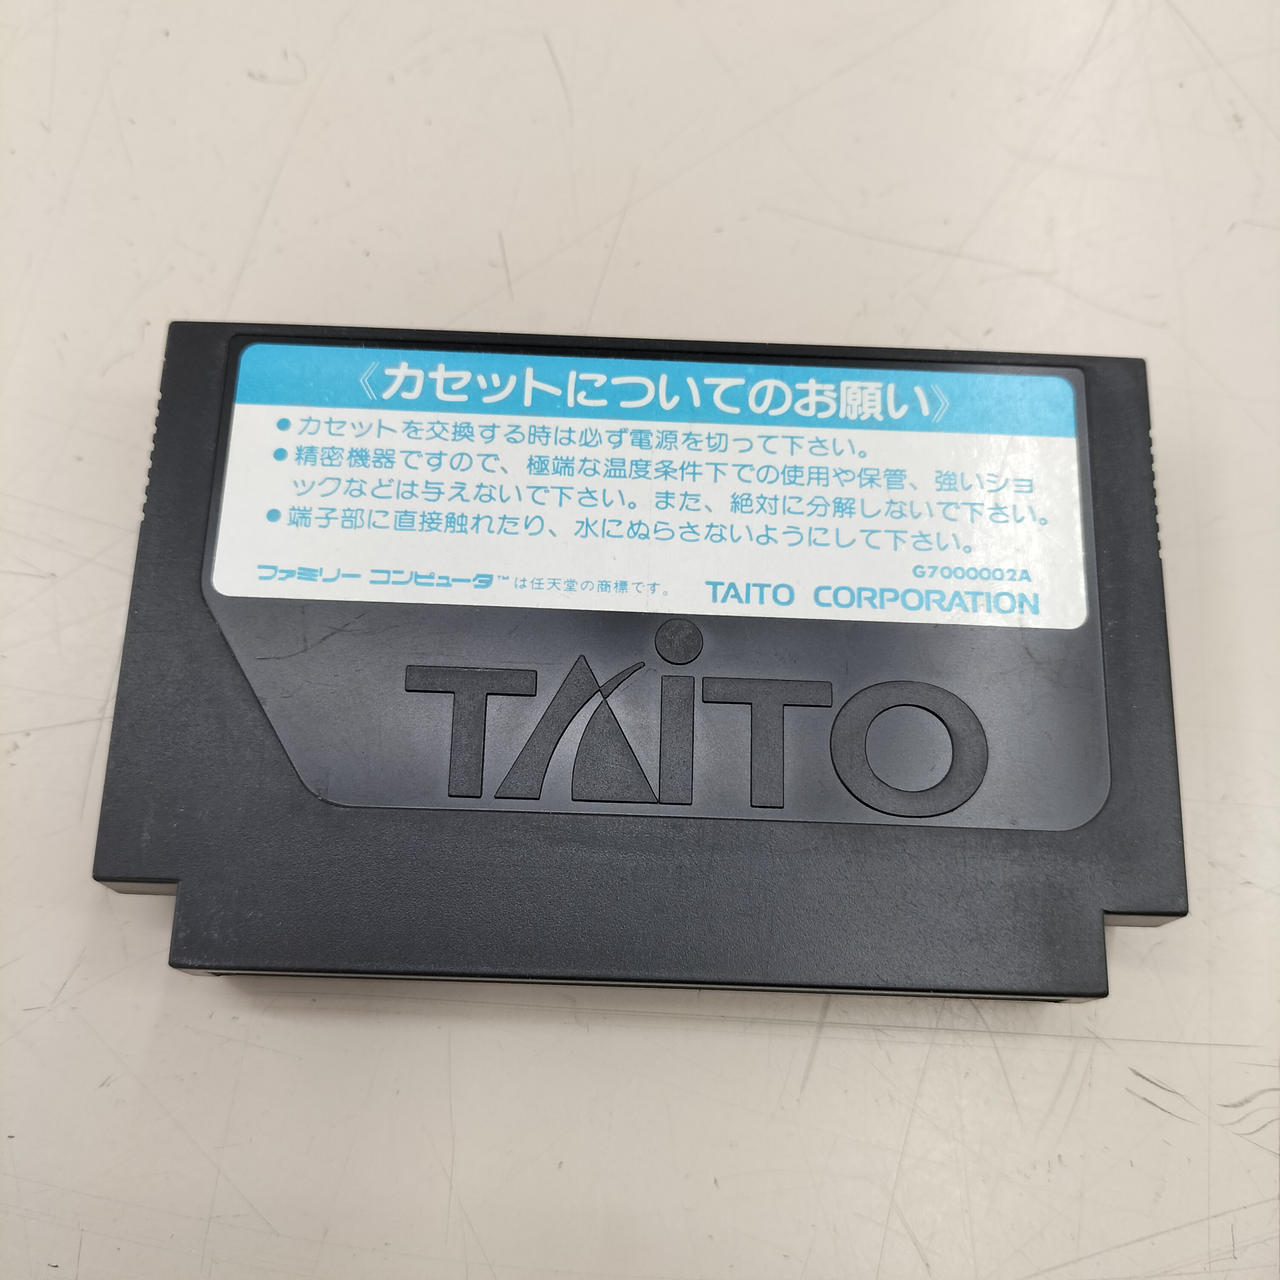 《カセットについてのお願い》
●カセットを交換する時は必ず電源を切って下さい。
●精密機器ですので、極端な温度条件下での使用や保管、強いショ
ックなどは与えないで下さい。また、絶対に分解しないで下さい。
●端子部に直接触れたり、水にぬらさないようにして下さい。
G7000002A
ファミリー コンピュータ™は任天堂の商標です。 TAITO CORPORATION
TAiTO